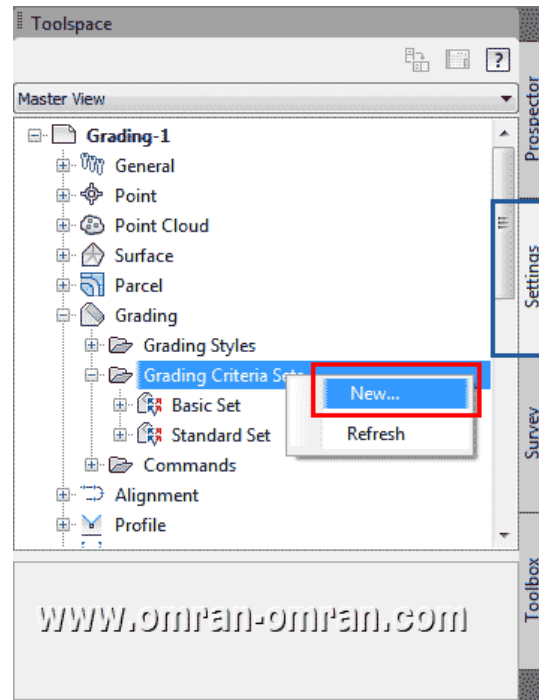 Toolspace
Master View
Grading-1
General
Point
Point Cloud
Surface
Parcel
Grading
Grading Styles
Grading Criteria Sets
New...
Basic Set
Refresh
Standard Set
Commands
Alignment
Profile
Prospector
Settings
Survey
Toolbox
www.omran-omran.com